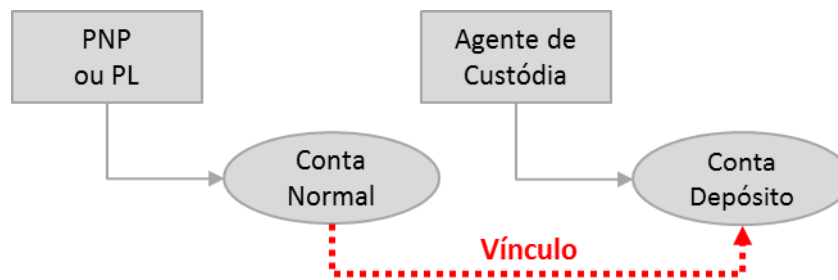 PNP
ou PL
Agente de
Custódia
Conta
Normal
Conta
Depósito
Vínculo